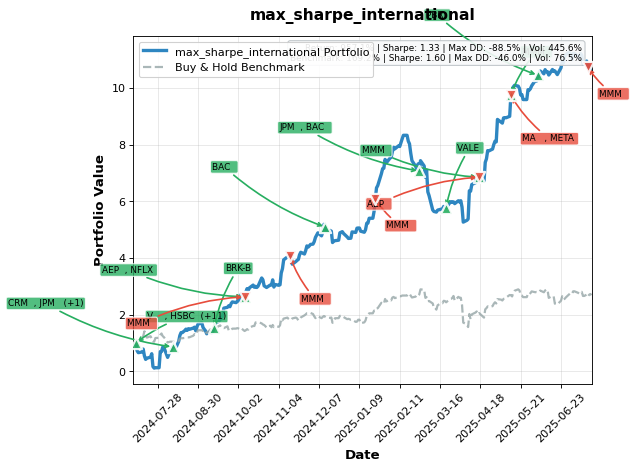 max_sharpe_international
max_sharpe_international Portfolio
Buy & Hold Benchmark
| Sharpe: 1.33 | Max DD: -88.5% | Vol: 445.6%
| Sharpe: 1.60 | Max DD: -46.0% | Vol: 76.5%
MMM
MA , META
JPM , BAC
MMM
VALE
BAC
AEP
MMM
AEP , NFLX
BRK-B
MMM
CRM , JPM (+1)
, HSBC (+11)
MMM
Portfolio Value
10
8
6
4
2
0
2024-07-28
2024-08-30
2024-10-02
2024-11-04
2024-12-07
2025-01-09
2025-02-11
2025-03-16
2025-04-18
2025-05-21
2025-06-23
Date